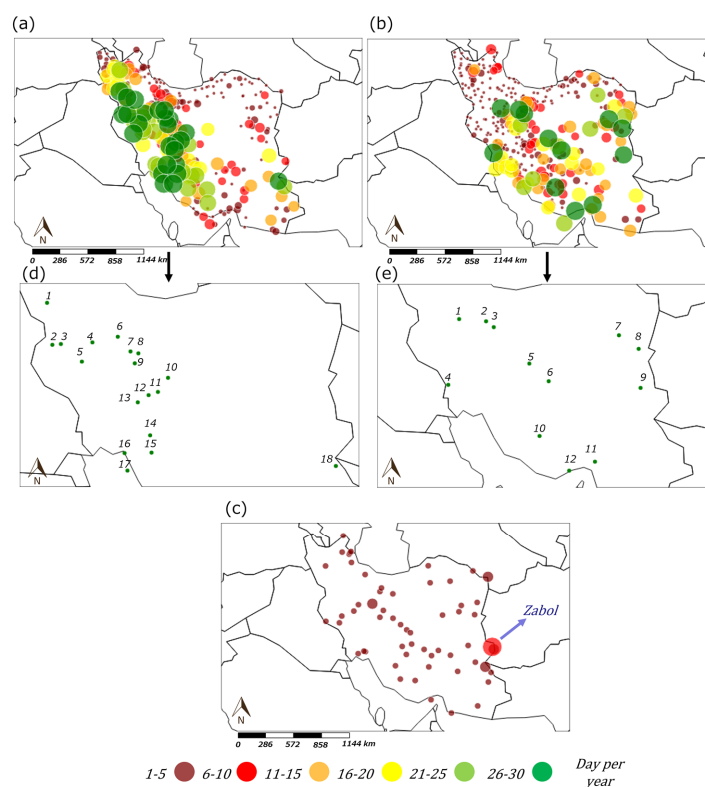 (a)
(b)
N
0 286 572 858 1144 km
N
0 286 572 858 1144 km
(d)
(e)
1
2 3 4 6
5
7 8
9
10
12 11
13
14
16 15
17
18
N
1 2
3
7
8
5
6
4
9
10
11
12
N
(c)
Zabol
N
0 286 572 858 1144 km
1-5 6-10 11-15 16-20 21-25 26-30 Day per
year